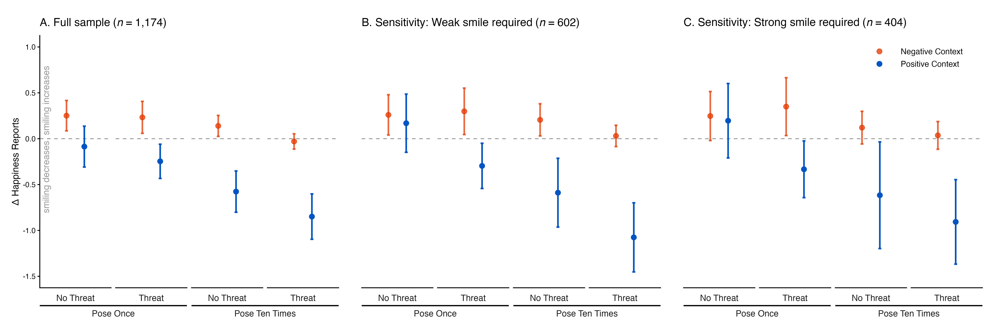 A. Full sample (n = 1,174)
B. Sensitivity: Weak smile required (n = 602)
C. Sensitivity: Strong smile required (n = 404)
Δ Happiness Reports
1.0
0.5
0.0
-0.5
-1.0
-1.5
smiling decreases smiling increases
Negative Context
Positive Context
No Threat Threat No Threat Threat
Pose Once Pose Ten Times
No Threat Threat No Threat Threat
Pose Once Pose Ten Times
No Threat Threat No Threat Threat
Pose Once Pose Ten Times